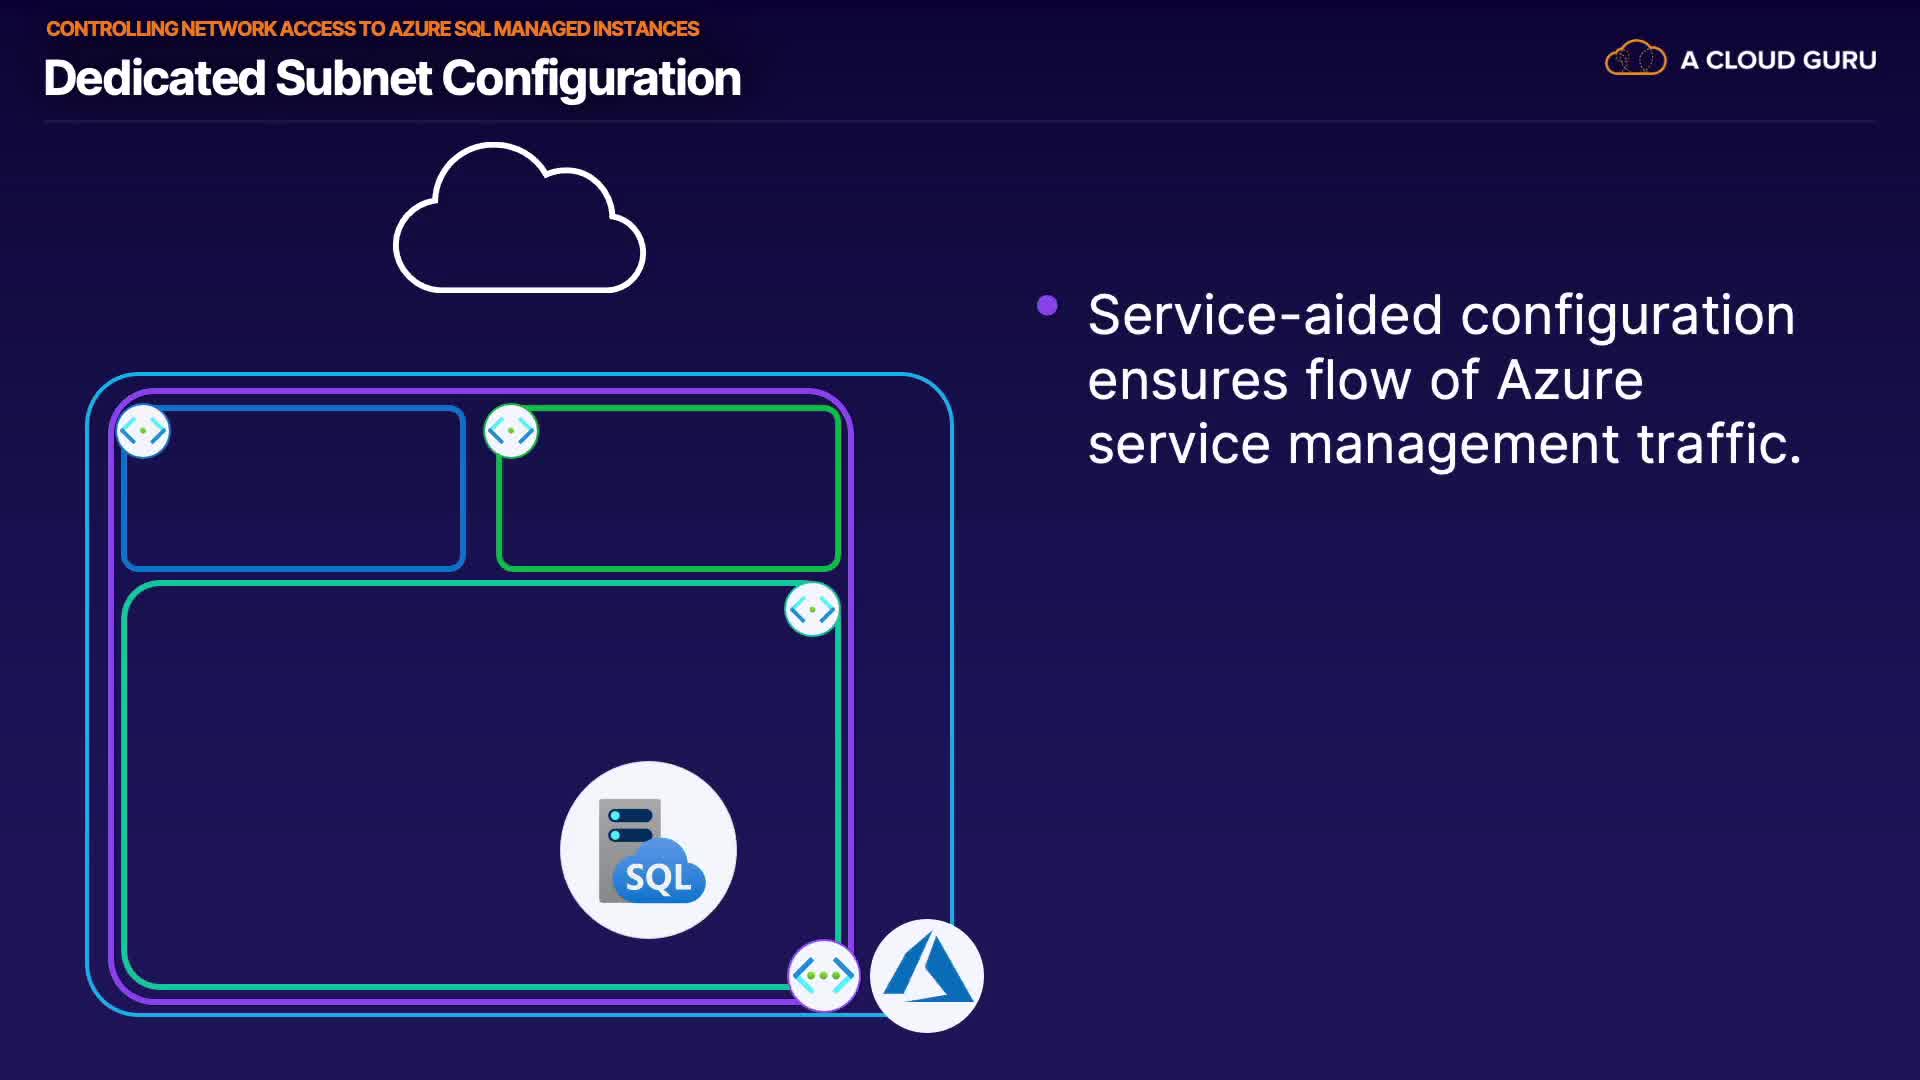 CONTROLLING NETWORK ACCESS TO AZURE SQL MANAGED INSTANCES
Dedicated Subnet Configuration
A CLOUD GURU
Service-aided configuration
ensures flow of Azure
service management traffic.
SQL